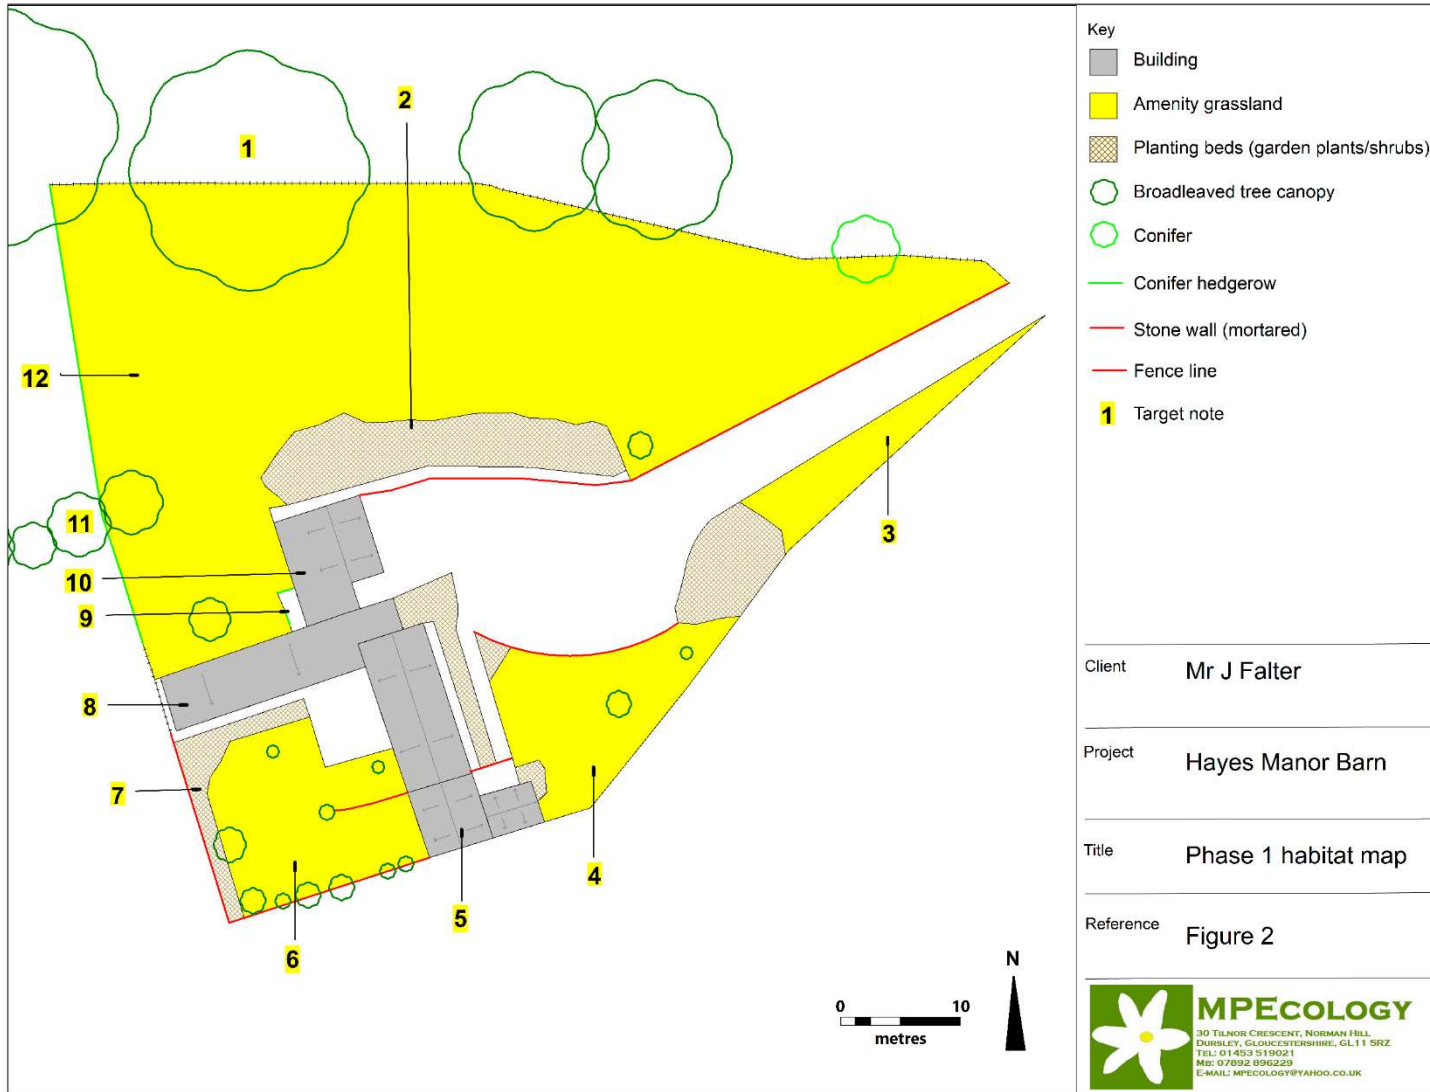 Key
Building
Amenity grassland
Planting beds (garden plants/shrubs)
Broadleaved tree canopy
Conifer
Conifer hedgerow
Stone wall (mortared)
Fence line
1 Target note
1
2
3
4
5
6
7
8
9
10
11
12
N
0 10
metres
Client Mr J Falter
Project Hayes Manor Barn
Title Phase 1 habitat map
Reference Figure 2
MPECOLOGY
30 TILNOR CRESCENT, NORMAN HILL
DURSLEY, GLOUCESTERSHIRE, GL11 5RZ
TEL: 01453 519021
MB: 07892 896229
E-MAIL: MPECOLOGY@YAHOO.CO.UK